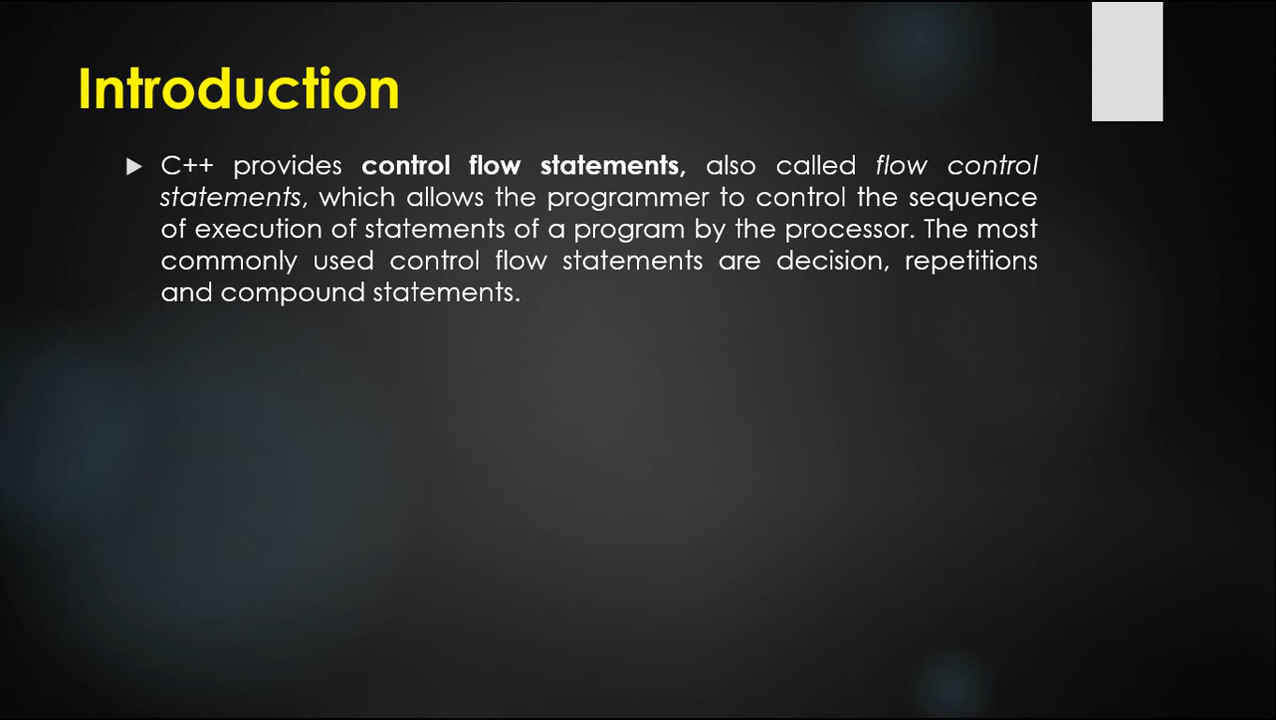 Introduction
C++ provides control flow statements, also called flow control
statements, which allows the programmer to control the sequence
of execution of statements of a program by the processor. The most
commonly used control flow statements are decision, repetitions
and compound statements.